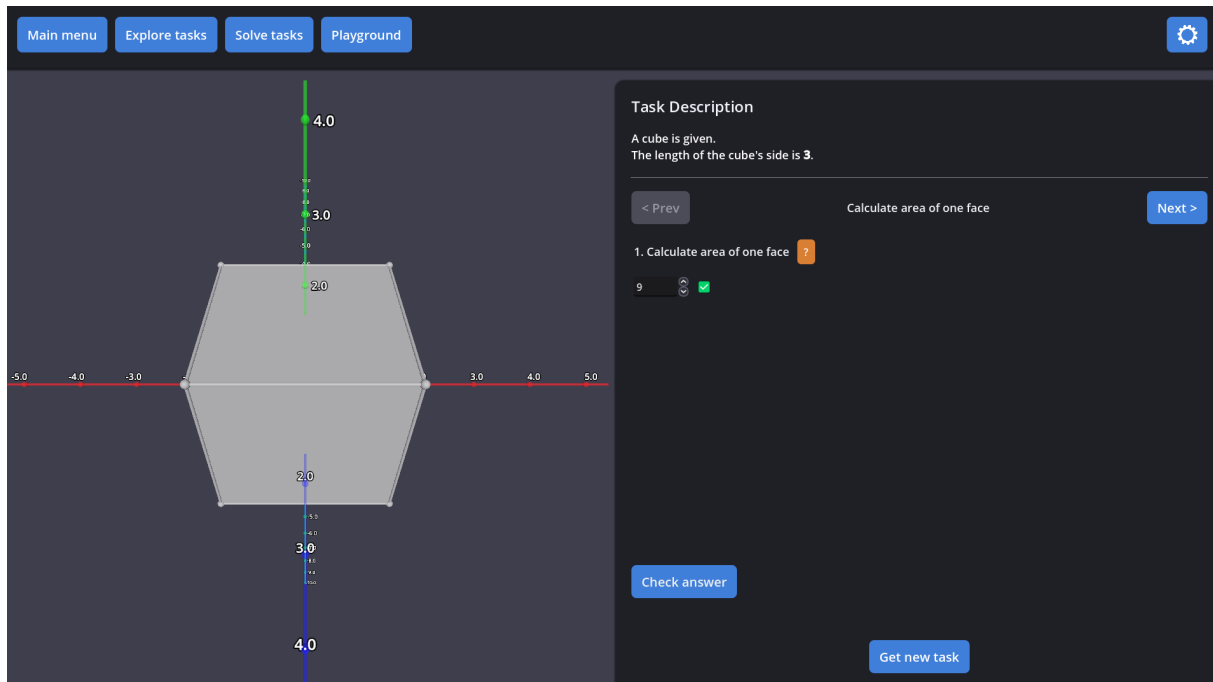 Main menu
Explore tasks
Solve tasks
Playground
4.0
3.0
2.0
-5.0 -4.0 -3.0 3.0 4.0 5.0
2.0
3.0
4.0
Task Description
A cube is given.
The length of the cube's side is 3.
< Prev
Calculate area of one face
Next >
1. Calculate area of one face ?
9
Check answer
Get new task